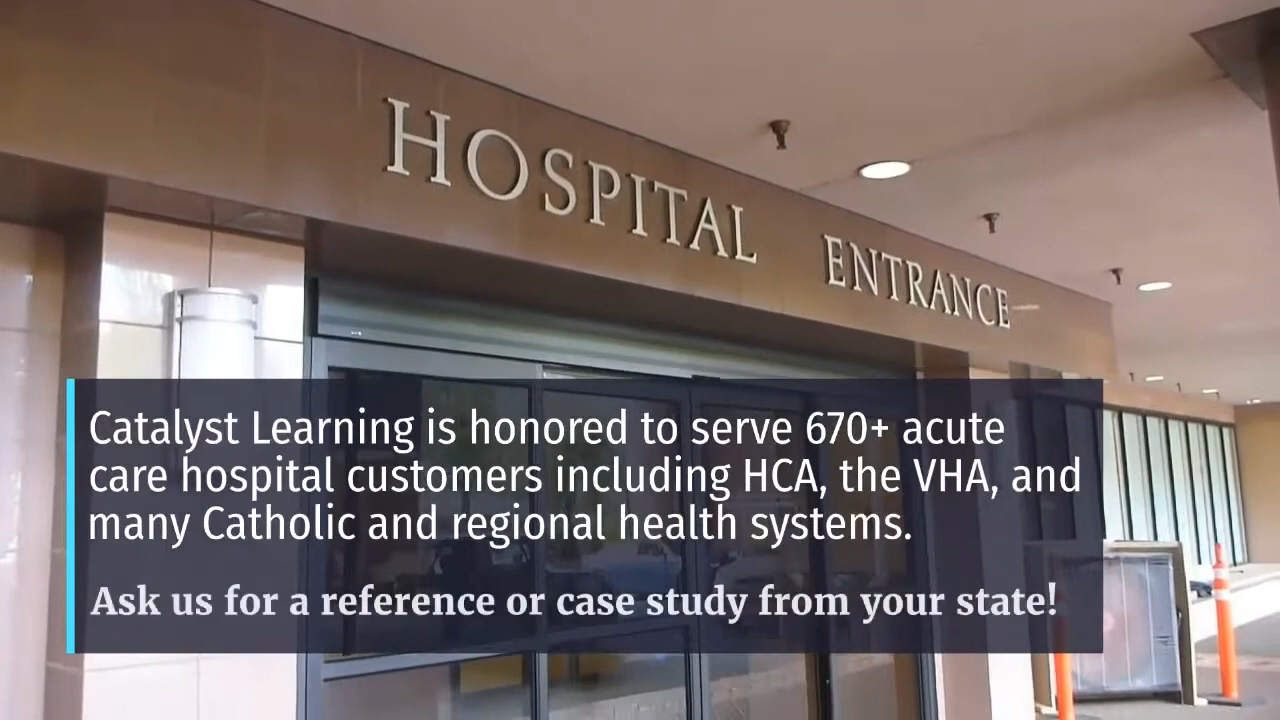 HOSPITAL ENTRANCE
Catalyst Learning is honored to serve 670+ acute
care hospital customers including HCA, the VHA, and
many Catholic and regional health systems.
Ask us for a reference or case study from your state!